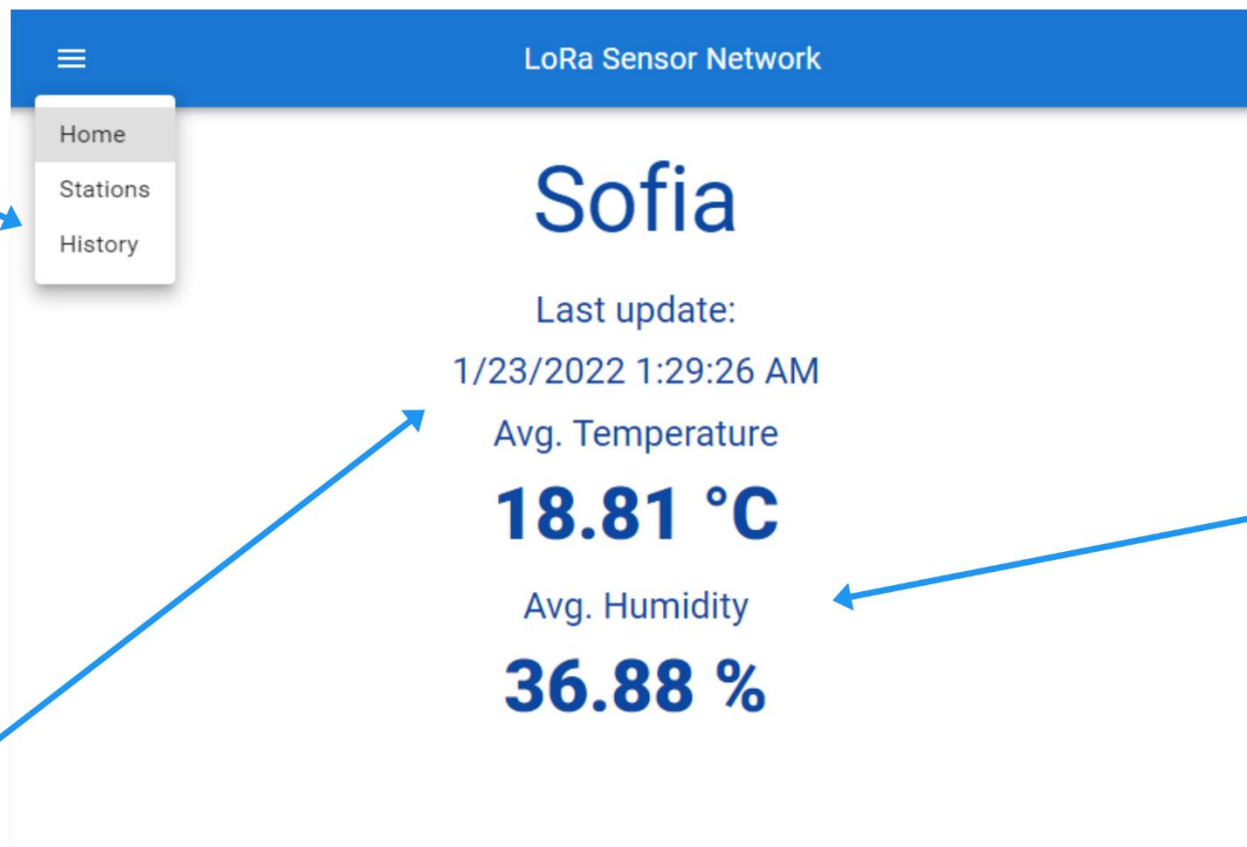 LoRa Sensor Network
Home
Stations
History
Sofia
Last update:
1/23/2022 1:29:26 AM
Avg. Temperature
18.81 °C
Avg. Humidity
36.88 %